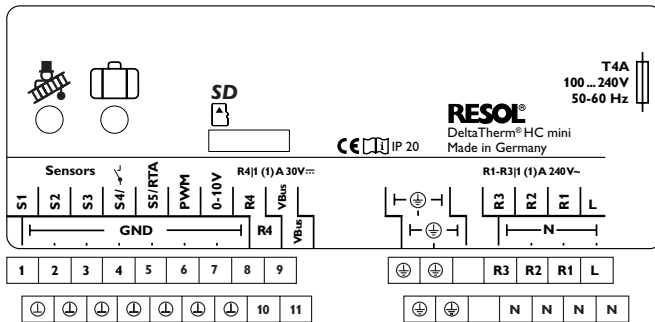 T4A
100 ... 240V
50-60 Hz
SD
RESOL®
DeltaTherm® HC mini
Made in Germany
CE i IP 20
Sensors
R4|1 (1) A 30V
R1-R3|1 (1) A 240V~
S1 S2 S3 S4/ S5/RTA PWM 0-10V R4 VBus
R3 R2 R1 L
GND R4 VBus
N
1 2 3 4 5 6 7 8 9
R3 R2 R1 L
10 11
N N N N